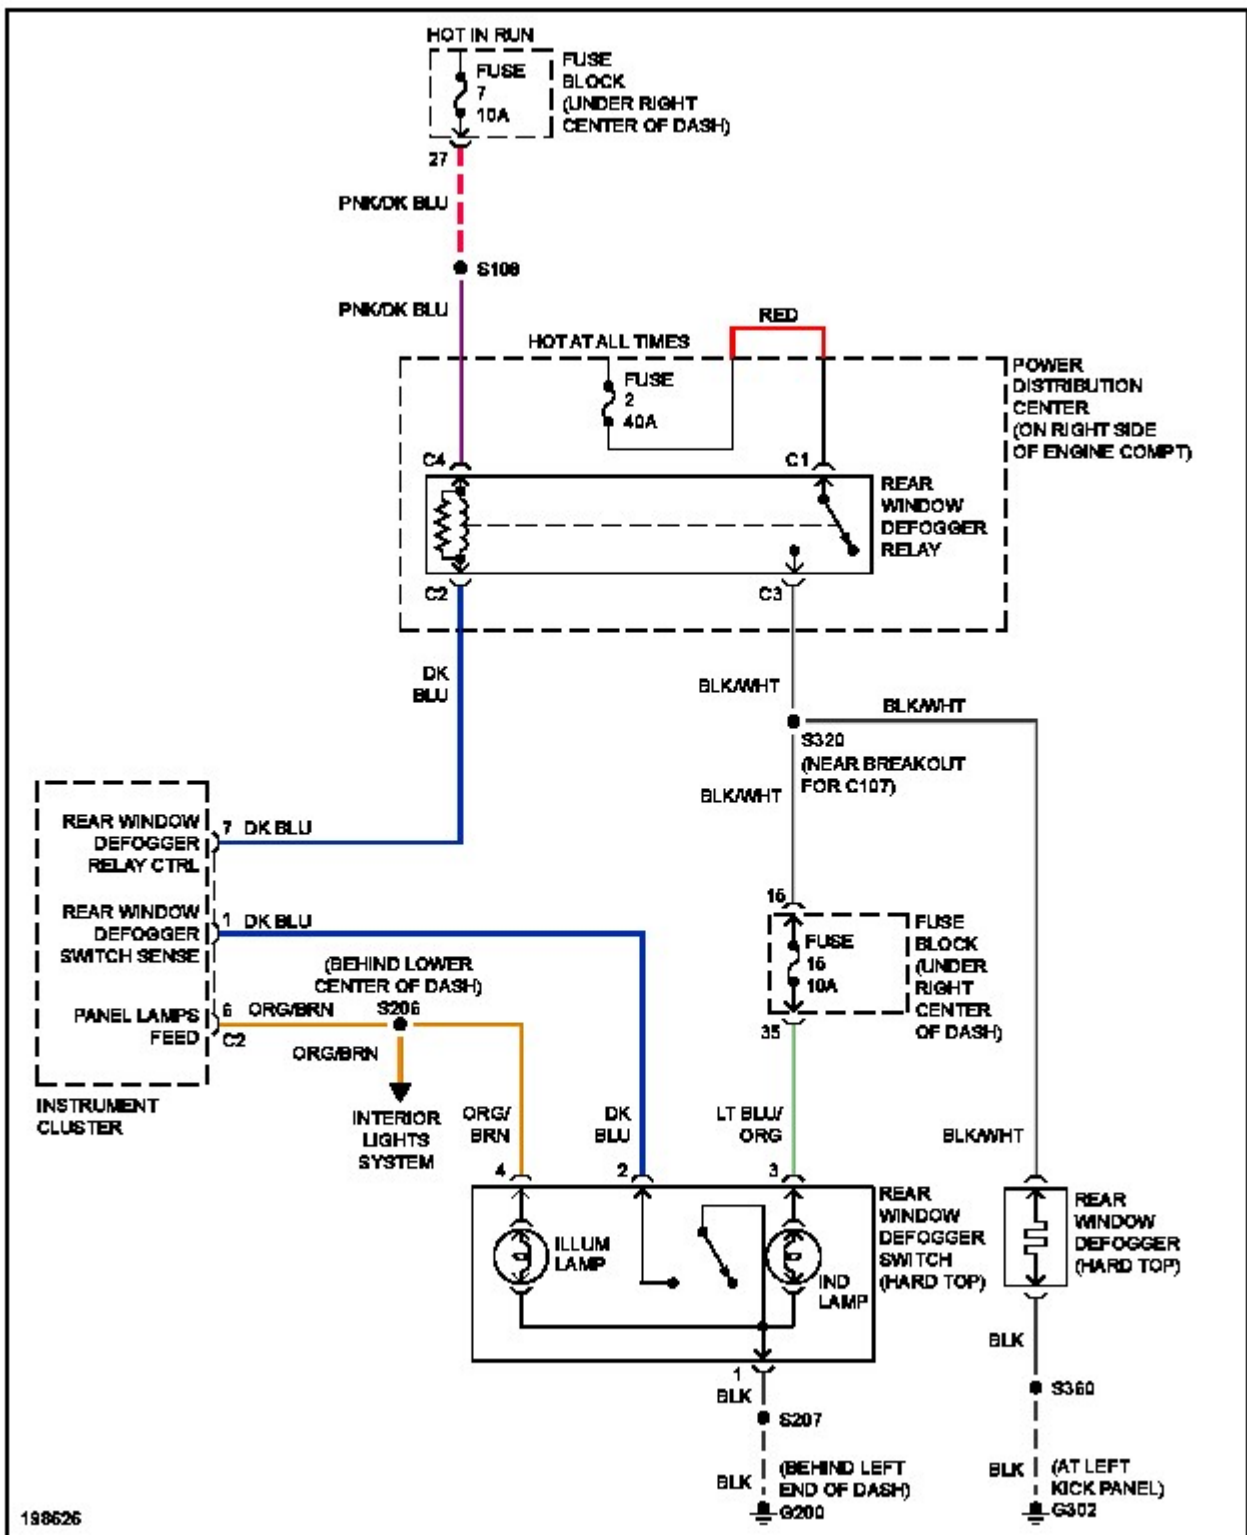 HOT IN RUN
FUSE
7
10A
FUSE
BLOCK
(UNDER RIGHT
CENTER OF DASH)
27
PNK/DK BLU
S108
PNK/DK BLU
RED
HOT AT ALL TIMES
FUSE
2
40A
POWER
DISTRIBUTION
CENTER
(ON RIGHT SIDE
OF ENGINE COMPT)
C4
C1
REAR
WINDOW
DEFOGGER
RELAY
C2
C3
DK
BLU
BLK/WHT
BLK/WHT
S320
(NEAR BREAKOUT
FOR C107)
BLK/WHT
REAR WINDOW
DEFOGGER
RELAY CTRL
7 DK BLU
REAR WINDOW
DEFOGGER
SWITCH SENSE
1 DK BLU
(BEHIND LOWER
CENTER OF DASH)
S206
PANEL LAMPS
FEED
6 ORG/BRN
C2
ORG/BRN
INTERIOR
LIGHTS
SYSTEM
INSTRUMENT
CLUSTER
15
FUSE
15
10A
FUSE
BLOCK
(UNDER
RIGHT
CENTER
OF DASH)
35
ORG/
BRN
DK
BLU
LT BLU/
ORG
BLK/WHT
4
2
3
ILLUM
LAMP
IND
LAMP
REAR
WINDOW
DEFOGGER
SWITCH
(HARD TOP)
REAR
WINDOW
DEFOGGER
(HARD TOP)
1
BLK
S207
BLK
(BEHIND LEFT
END OF DASH)
G200
BLK
S360
BLK
(AT LEFT
KICK PANEL)
G302
198626